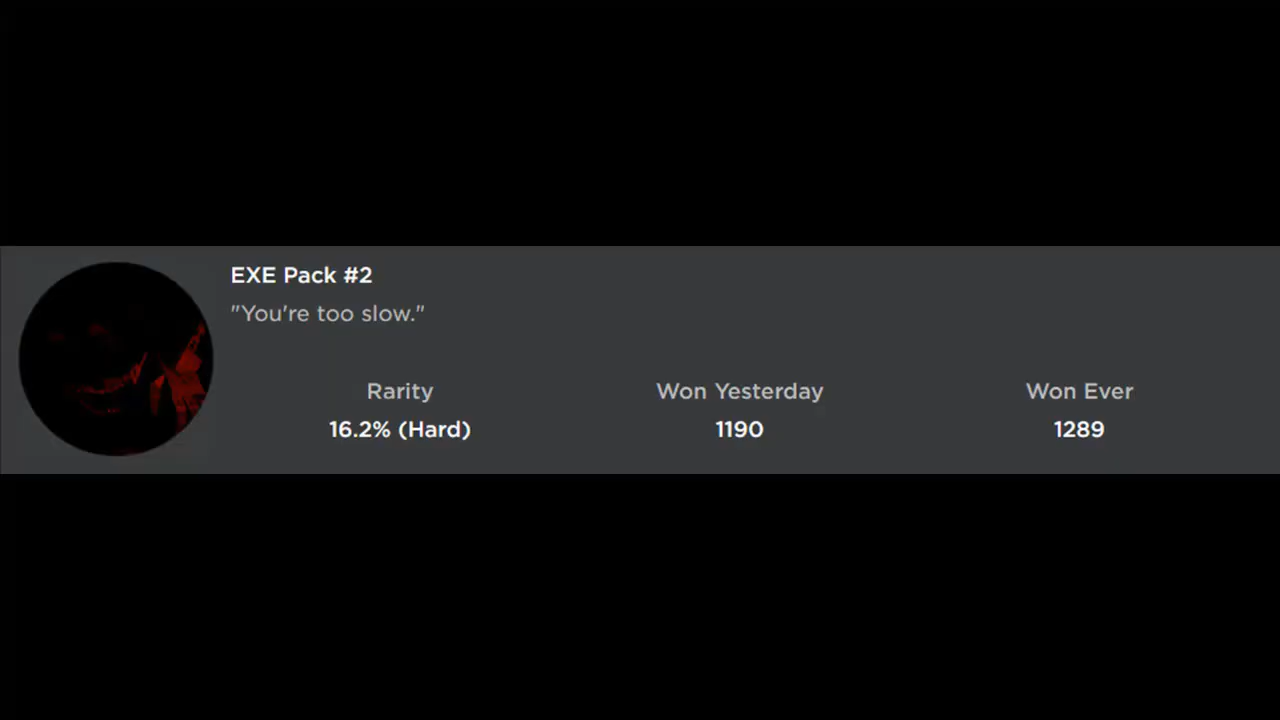 EXE Pack #2
"You're too slow."
Rarity Won Yesterday Won Ever
16.2% (Hard) 1190 1289